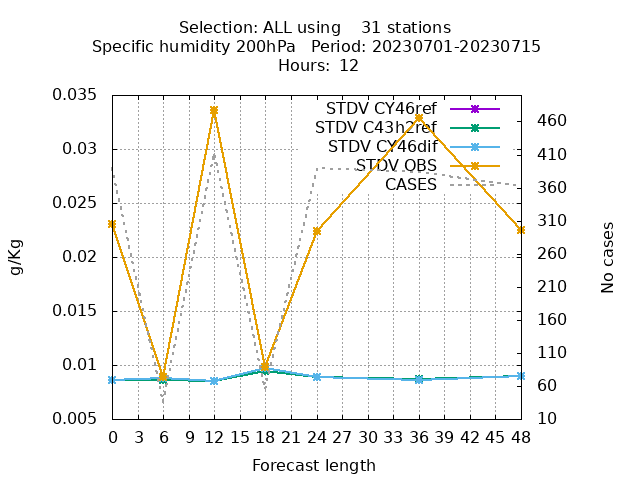 Selection: ALL using    31 stations
Specific humidity 200hPa   Period: 20230701-20230715
Hours: 12
STDV CY46ref
STDV C43h2ref
STDV CY46dif
STDV OBS
CASES
0.035
0.03
0.025
0.02
0.015
0.01
0.005
g/Kg
460
410
360
310
260
210
160
110
60
10
No cases
0 3 6 9 12 15 18 21 24 27 30 33 36 39 42 45 48
Forecast length